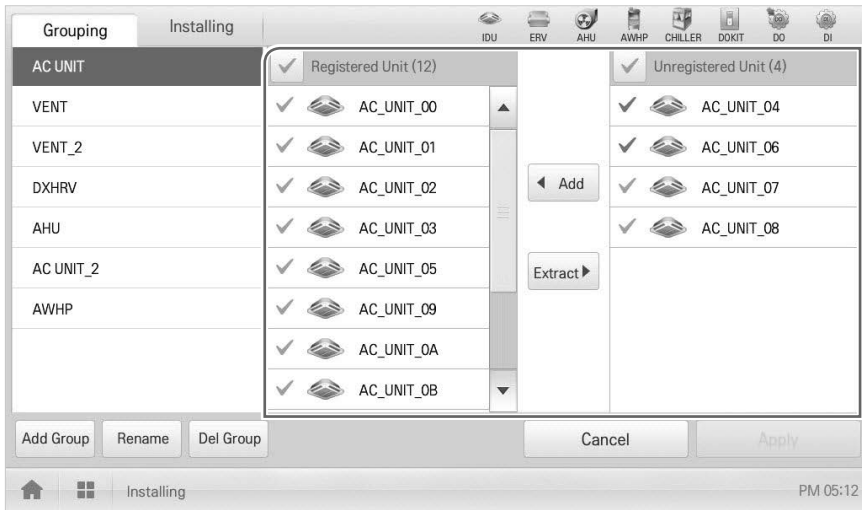 Grouping
Installing
IDU
ERV
AHU
AWHP
CHILLER
DOKIT
DO
DI
AC UNIT
VENT
VENT_2
DXHRV
AHU
AC UNIT_2
AWHP
Registered Unit (12)
AC_UNIT_00
AC_UNIT_01
AC_UNIT_02
AC_UNIT_03
AC_UNIT_05
AC_UNIT_09
AC_UNIT_0A
AC_UNIT_0B
Add
Extract
Unregistered Unit (4)
AC_UNIT_04
AC_UNIT_06
AC_UNIT_07
AC_UNIT_08
Add Group
Rename
Del Group
Cancel
Apply
Installing
PM 05:12